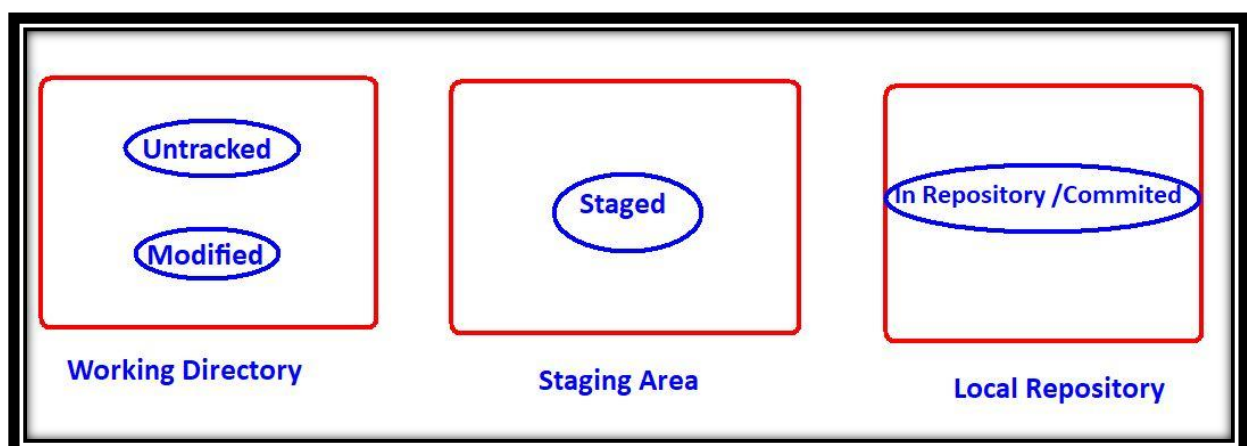 Untracked
Modified
Working Directory
Staged
Staging Area
In Repository /Commited
Local Repository